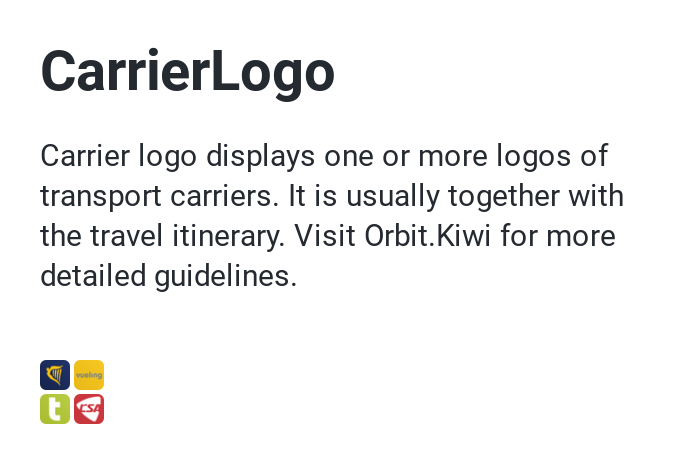 CarrierLogo
Carrier logo displays one or more logos of
transport carriers. It is usually together with
the travel itinerary. Visit Orbit.Kiwi for more
detailed guidelines.
vueling
t CSA